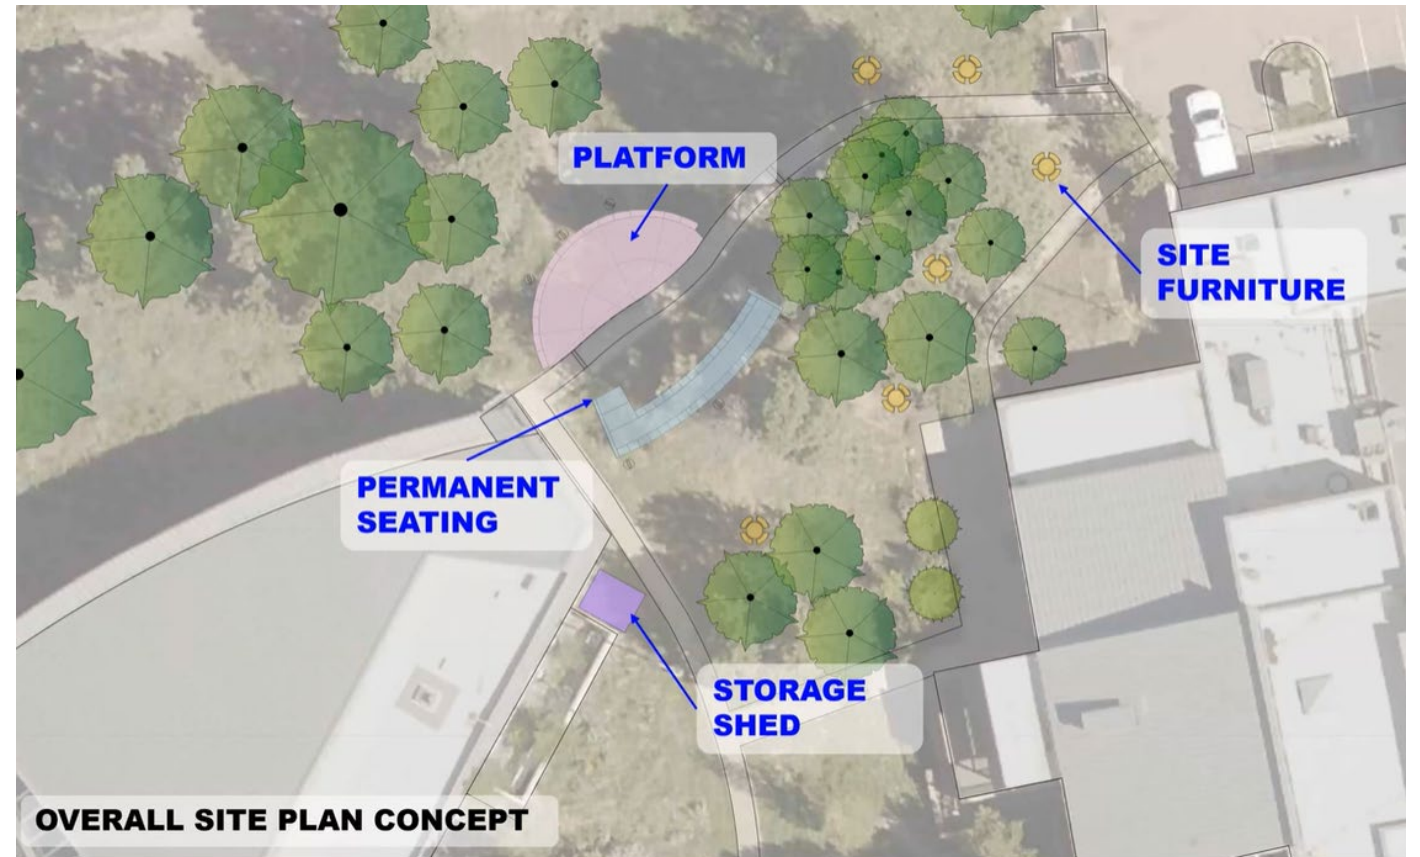 PLATFORM
SITE
FURNITURE
PERMANENT
SEATING
STORAGE
SHED
OVERALL SITE PLAN CONCEPT